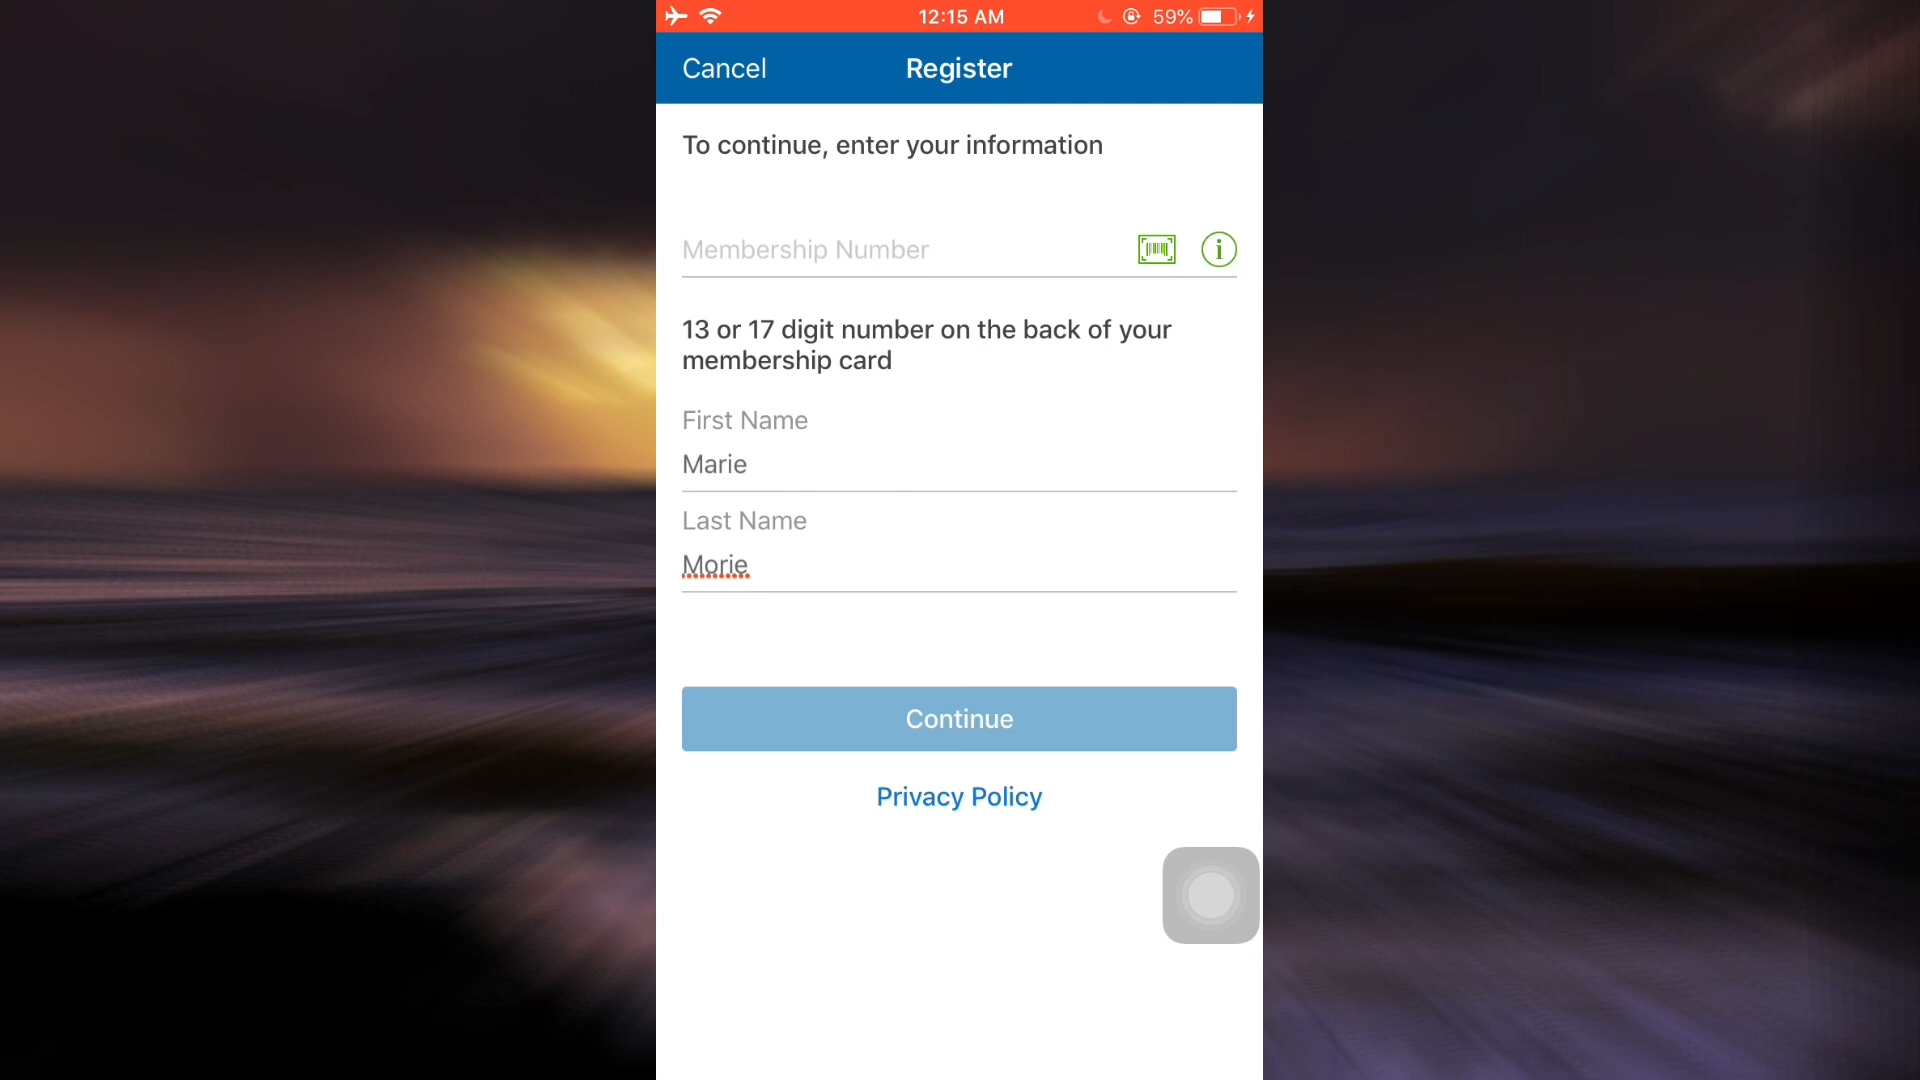 12:15 AM
59%
Cancel
Register
To continue, enter your information
Membership Number
13 or 17 digit number on the back of your
membership card
First Name
Marie
Last Name
Morie
Continue
Privacy Policy